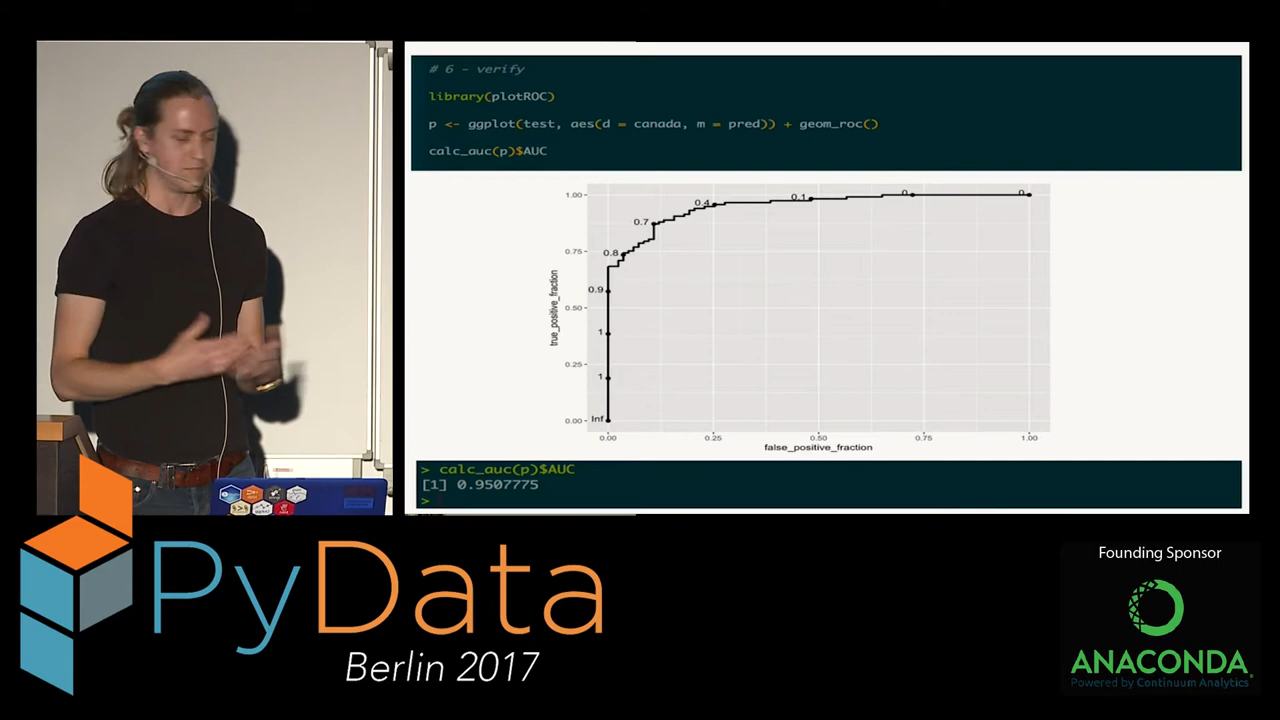 # 6 - verify
library(plotROC)
p <- ggplot(test, aes(d = canada, m = pred)) + geom_roc()
calc_auc(p)$AUC
1.00
0.75
0.50
0.25
0.00
true_positive_fraction
Inf
1
1
0.9
0.8
0.7
0.4
0.1
0
0
0.00
0.25
0.50
0.75
1.00
false_positive_fraction
> calc_auc(p)$AUC
[1] 0.9507775
>
PyData
Berlin 2017
Founding Sponsor
ANACONDA
Powered by Continuum Analytics